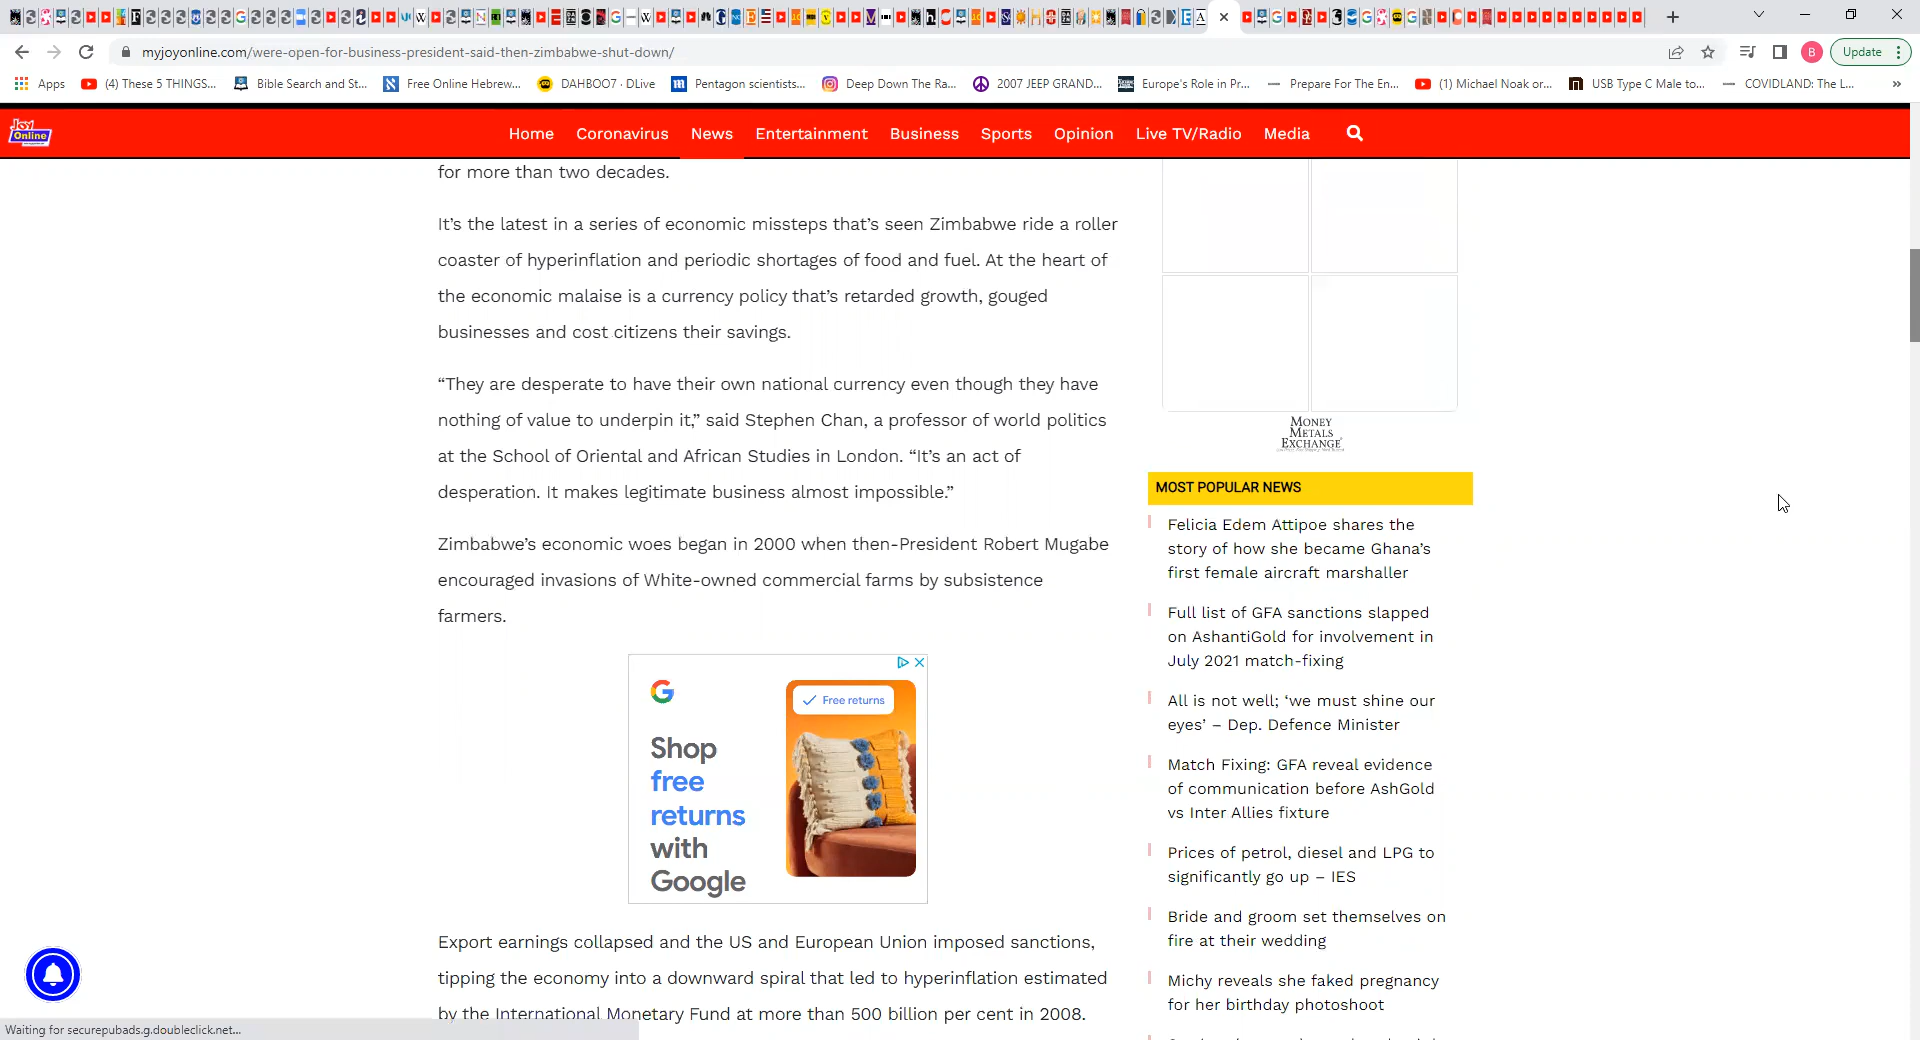 myjoyonline.com/were-open-for-business-president-said-then-zimbabwe-shut-down/
B
Update
Apps
(4) These 5 THINGS...
Bible Search and St...
Free Online Hebrew...
DAHBOO7 · DLive
Pentagon scientists...
Deep Down The Ra...
2007 JEEP GRAND...
Europe's Role in Pr...
Prepare For The En...
(1) Michael Noak or...
USB Type C Male to...
COVIDLAND: The L...
»
Joy
Online
Home
Coronavirus
News
Entertainment
Business
Sports
Opinion
Live TV/Radio
Media
for more than two decades.
It’s the latest in a series of economic missteps that’s seen Zimbabwe ride a roller
coaster of hyperinflation and periodic shortages of food and fuel. At the heart of
the economic malaise is a currency policy that’s retarded growth, gouged
businesses and cost citizens their savings.
“They are desperate to have their own national currency even though they have
nothing of value to underpin it,” said Stephen Chan, a professor of world politics
at the School of Oriental and African Studies in London. “It’s an act of
desperation. It makes legitimate business almost impossible.”
Zimbabwe’s economic woes began in 2000 when then-President Robert Mugabe
encouraged invasions of White-owned commercial farms by subsistence
farmers.
Free returns
Shop
free
returns
with
Google
Export earnings collapsed and the US and European Union imposed sanctions,
tipping the economy into a downward spiral that led to hyperinflation estimated
by the International Monetary Fund at more than 500 billion per cent in 2008.
MONEY
METALS
EXCHANGE
MOST POPULAR NEWS
Felicia Edem Attipoe shares the
story of how she became Ghana’s
first female aircraft marshaller
Full list of GFA sanctions slapped
on AshantiGold for involvement in
July 2021 match-fixing
All is not well; ‘we must shine our
eyes’ – Dep. Defence Minister
Match Fixing: GFA reveal evidence
of communication before AshGold
vs Inter Allies fixture
Prices of petrol, diesel and LPG to
significantly go up – IES
Bride and groom set themselves on
fire at their wedding
Michy reveals she faked pregnancy
for her birthday photoshoot
Waiting for securepubads.g.doubleclick.net...